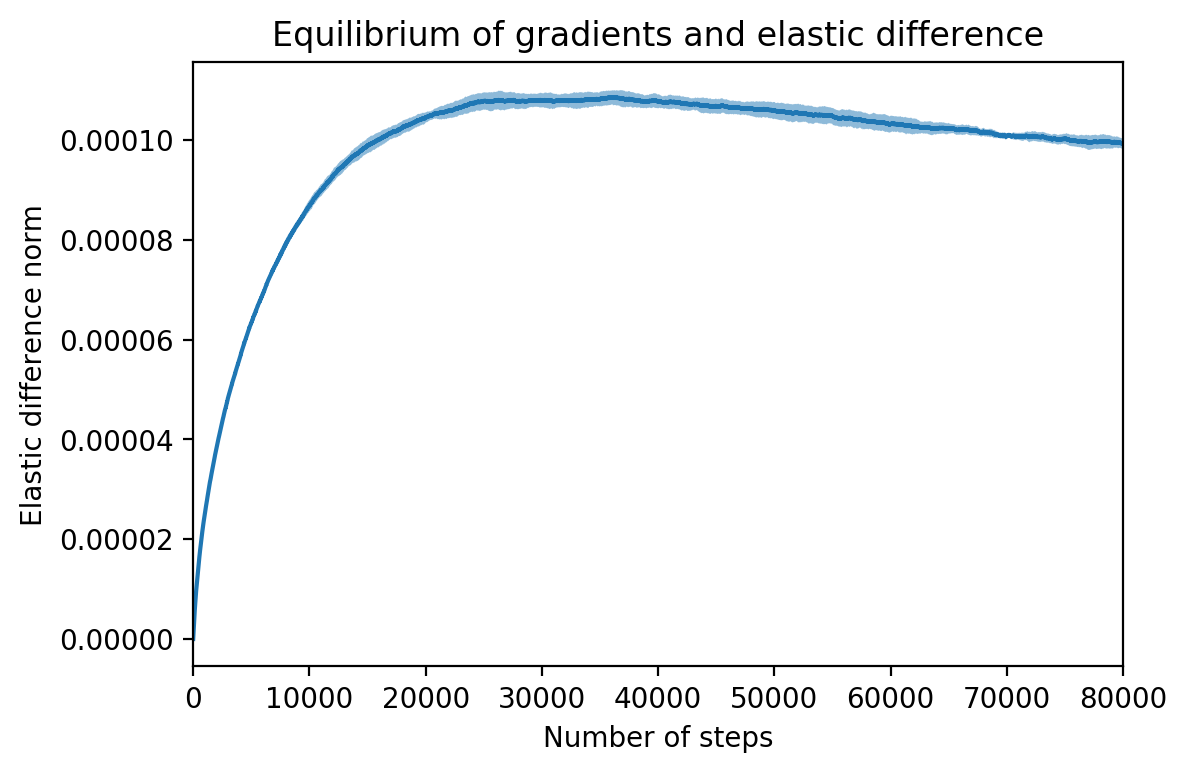 Equilibrium of gradients and elastic difference
Elastic difference norm
0.00010
0.00008
0.00006
0.00004
0.00002
0.00000
0 10000 20000 30000 40000 50000 60000 70000 80000
Number of steps